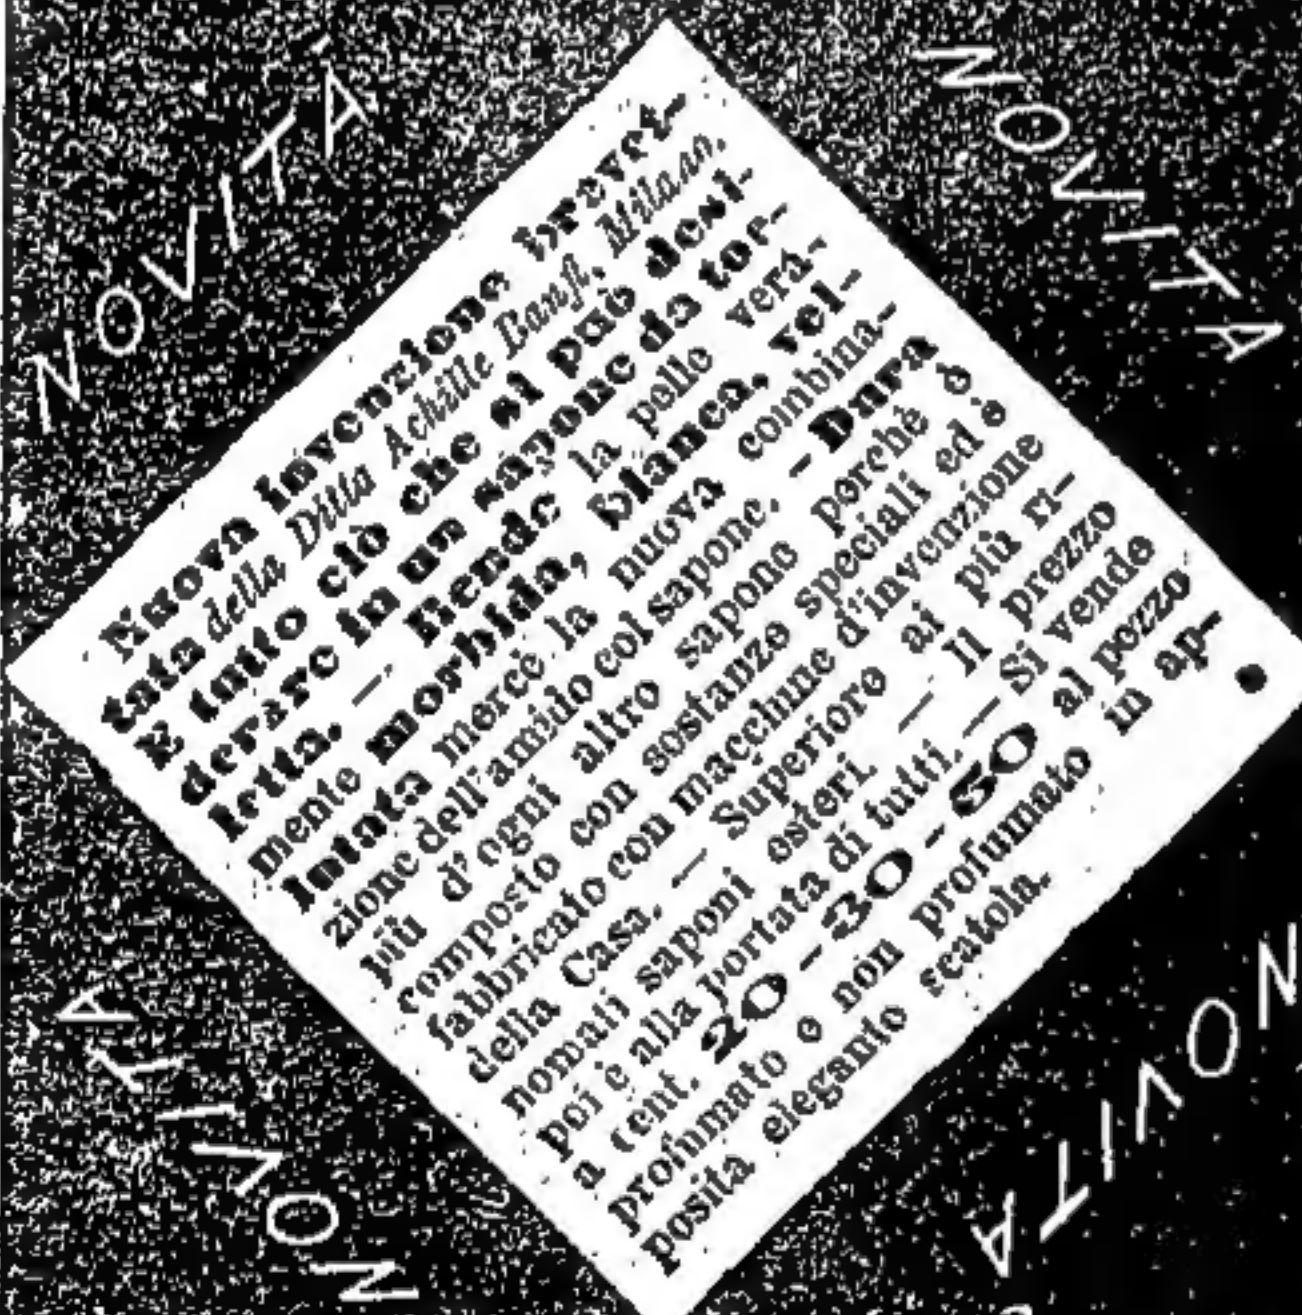 NOVITÀ
NOVITA
Nuova invenzione brevet-
tata della Ditta Achille Banfi, Milano.
È tutto ciò che si può desi-
derare in un sapone da toe-
letta. — Rende la pelle vera-
mente morbida, bianca, vel-
lutata mercè la nuova combina-
zione dell'amido col sapone. — Dura
più d'ogni altro sapone perchè è
composto con sostanze speciali ed è
fabbricato con macchine d'invenzione
della Casa. — Superiore ai più ri-
nomati saponi esteri. — Il prezzo
poi è alla portata di tutti. — Si vende
a cent. 20 - 30 - 50 al pezzo
profumato e non profumato in ap-
posita elegante scatola.
NOVITA
NOVITA